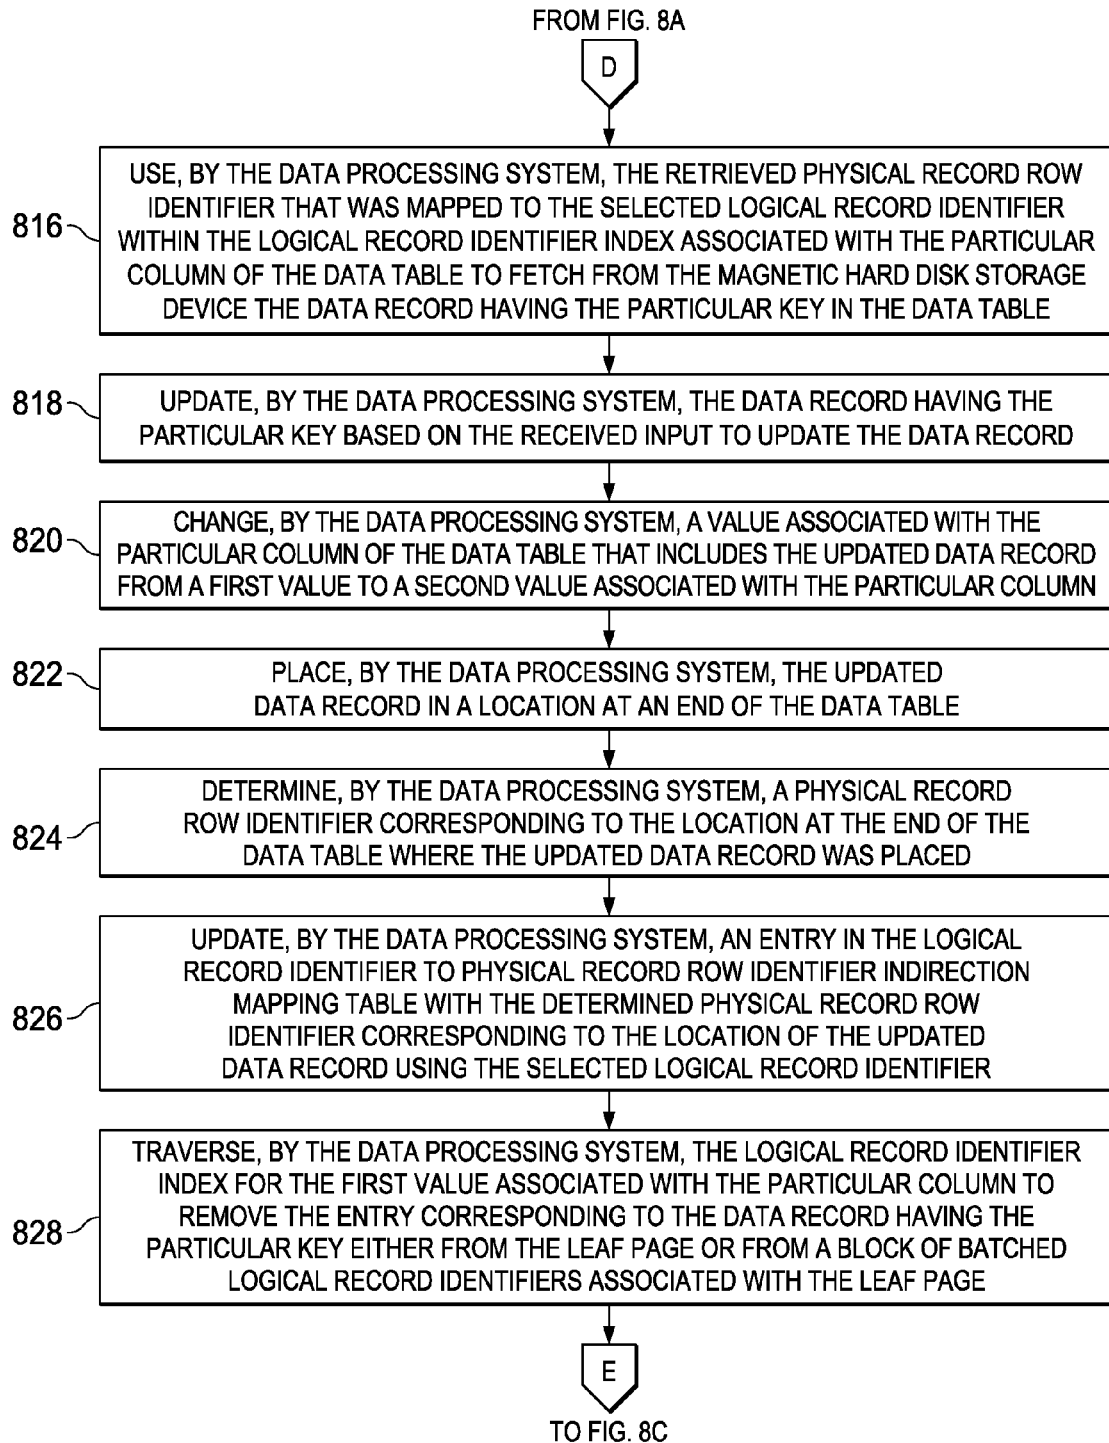 FROM FIG. 8A
D
816
USE, BY THE DATA PROCESSING SYSTEM, THE RETRIEVED PHYSICAL RECORD ROW
IDENTIFIER THAT WAS MAPPED TO THE SELECTED LOGICAL RECORD IDENTIFIER
WITHIN THE LOGICAL RECORD IDENTIFIER INDEX ASSOCIATED WITH THE PARTICULAR
COLUMN OF THE DATA TABLE TO FETCH FROM THE MAGNETIC HARD DISK STORAGE
DEVICE THE DATA RECORD HAVING THE PARTICULAR KEY IN THE DATA TABLE
818
UPDATE, BY THE DATA PROCESSING SYSTEM, THE DATA RECORD HAVING THE
PARTICULAR KEY BASED ON THE RECEIVED INPUT TO UPDATE THE DATA RECORD
820
CHANGE, BY THE DATA PROCESSING SYSTEM, A VALUE ASSOCIATED WITH THE
PARTICULAR COLUMN OF THE DATA TABLE THAT INCLUDES THE UPDATED DATA RECORD
FROM A FIRST VALUE TO A SECOND VALUE ASSOCIATED WITH THE PARTICULAR COLUMN
822
PLACE, BY THE DATA PROCESSING SYSTEM, THE UPDATED
DATA RECORD IN A LOCATION AT AN END OF THE DATA TABLE
824
DETERMINE, BY THE DATA PROCESSING SYSTEM, A PHYSICAL RECORD
ROW IDENTIFIER CORRESPONDING TO THE LOCATION AT THE END OF THE
DATA TABLE WHERE THE UPDATED DATA RECORD WAS PLACED
826
UPDATE, BY THE DATA PROCESSING SYSTEM, AN ENTRY IN THE LOGICAL
RECORD IDENTIFIER TO PHYSICAL RECORD ROW IDENTIFIER INDIRECTION
MAPPING TABLE WITH THE DETERMINED PHYSICAL RECORD ROW
IDENTIFIER CORRESPONDING TO THE LOCATION OF THE UPDATED
DATA RECORD USING THE SELECTED LOGICAL RECORD IDENTIFIER
828
TRAVERSE, BY THE DATA PROCESSING SYSTEM, THE LOGICAL RECORD IDENTIFIER
INDEX FOR THE FIRST VALUE ASSOCIATED WITH THE PARTICULAR COLUMN TO
REMOVE THE ENTRY CORRESPONDING TO THE DATA RECORD HAVING THE
PARTICULAR KEY EITHER FROM THE LEAF PAGE OR FROM A BLOCK OF BATCHED
LOGICAL RECORD IDENTIFIERS ASSOCIATED WITH THE LEAF PAGE
E
TO FIG. 8C